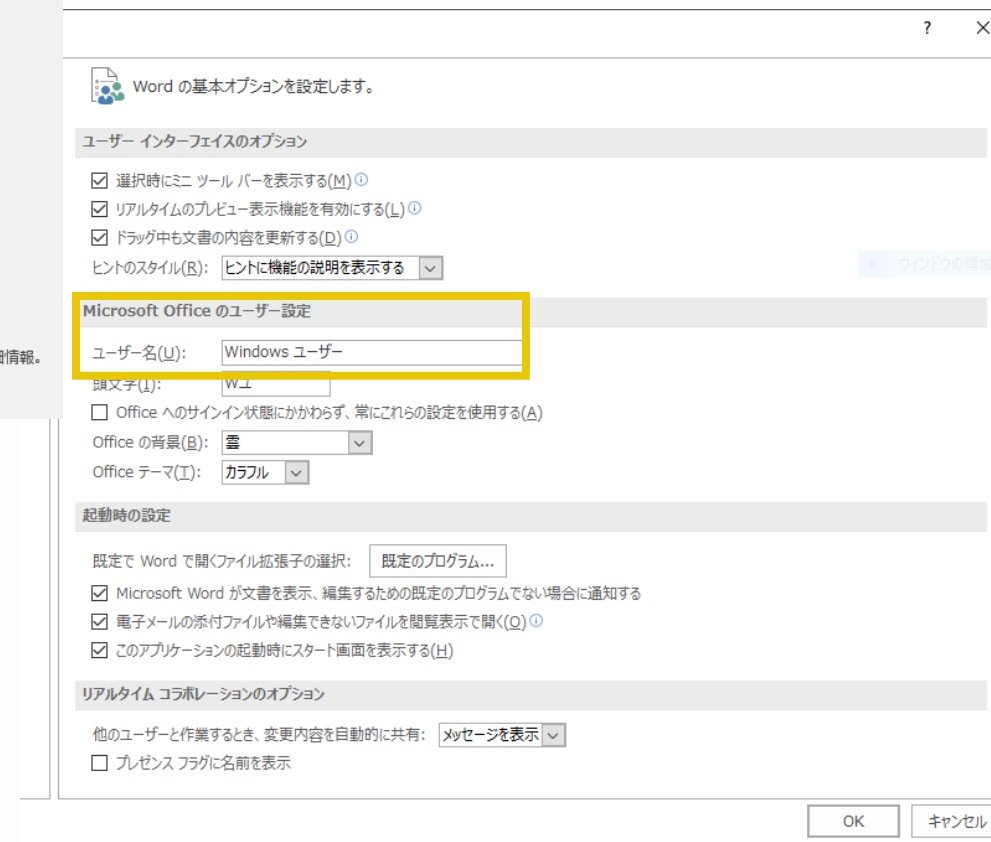 ?
Word の基本オプションを設定します。
ユーザー インターフェイスのオプション
選択時にミニ ツール バーを表示する(M)
リアルタイムのプレビュー表示機能を有効にする(L)
ドラッグ中も文書の内容を更新する(D)
ヒントのスタイル(R): ヒントに機能の説明を表示する
ウィンドウの領域
Microsoft Office のユーザー設定
ユーザー名(U): Windows ユーザー
細情報。
頭文字(I): Wユ
Office へのサインイン状態にかかわらず、常にこれらの設定を使用する(A)
Office の背景(B): 雲
Office テーマ(T): カラフル
起動時の設定
既定で Word で開くファイル拡張子の選択: 既定のプログラム...
Microsoft Word が文書を表示、編集するための既定のプログラムでない場合に通知する
電子メールの添付ファイルや編集できないファイルを閲覧表示で開く(O)
このアプリケーションの起動時にスタート画面を表示する(H)
リアルタイム コラボレーションのオプション
他のユーザーと作業するとき、変更内容を自動的に共有: メッセージを表示
プレゼンス フラグに名前を表示
OK キャンセル